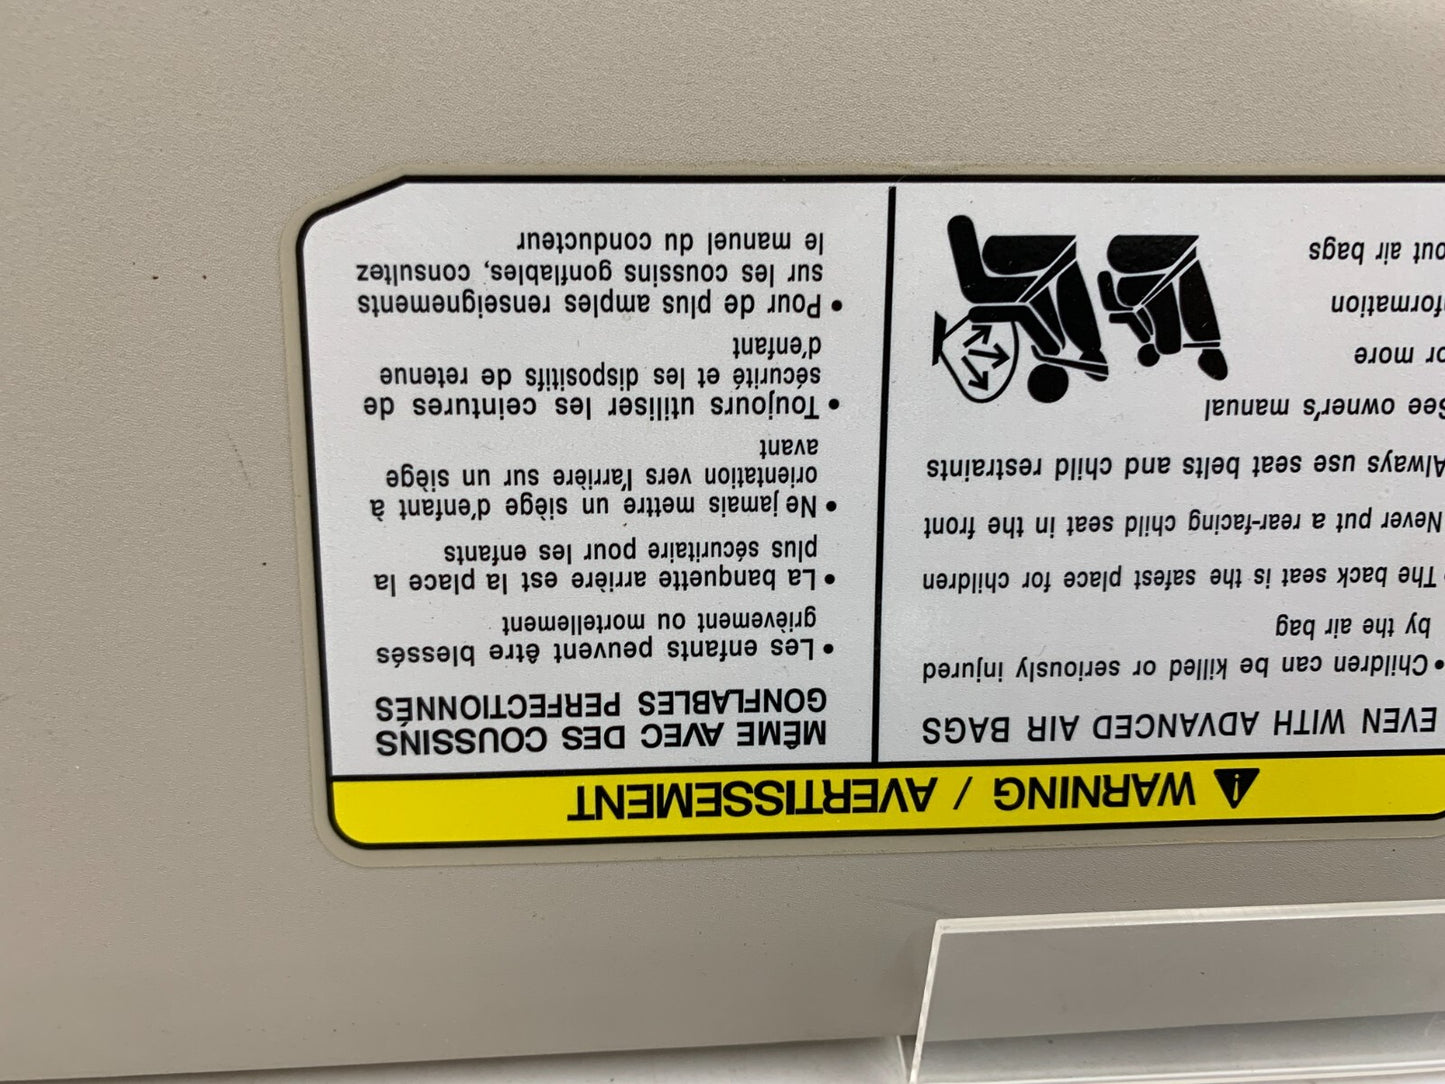 WARNING / AVERTISSEMENT
EVEN WITH ADVANCED AIR BAGS
• Children can be killed or seriously injured
by the air bag
• The back seat is the safest place for children
Never put a rear-facing child seat in the front
Always use seat belts and child restraints
See owner's manual
or more
formation
out air bags
MÊME AVEC DES COUSSINS
GONFLABLES PERFECTIONNÉS
• Les enfants peuvent être blessés
grièvement ou mortellement
• La banquette arrière est la place la
plus sécuritaire pour les enfants
• Ne jamais mettre un siège d'enfant à
orientation vers l'arrière sur un siège
avant
• Toujours utiliser les ceintures de
sécurité et les dispositifs de retenue
d'enfant
• Pour de plus amples renseignements
sur les coussins gonflables, consultez
le manuel du conducteur